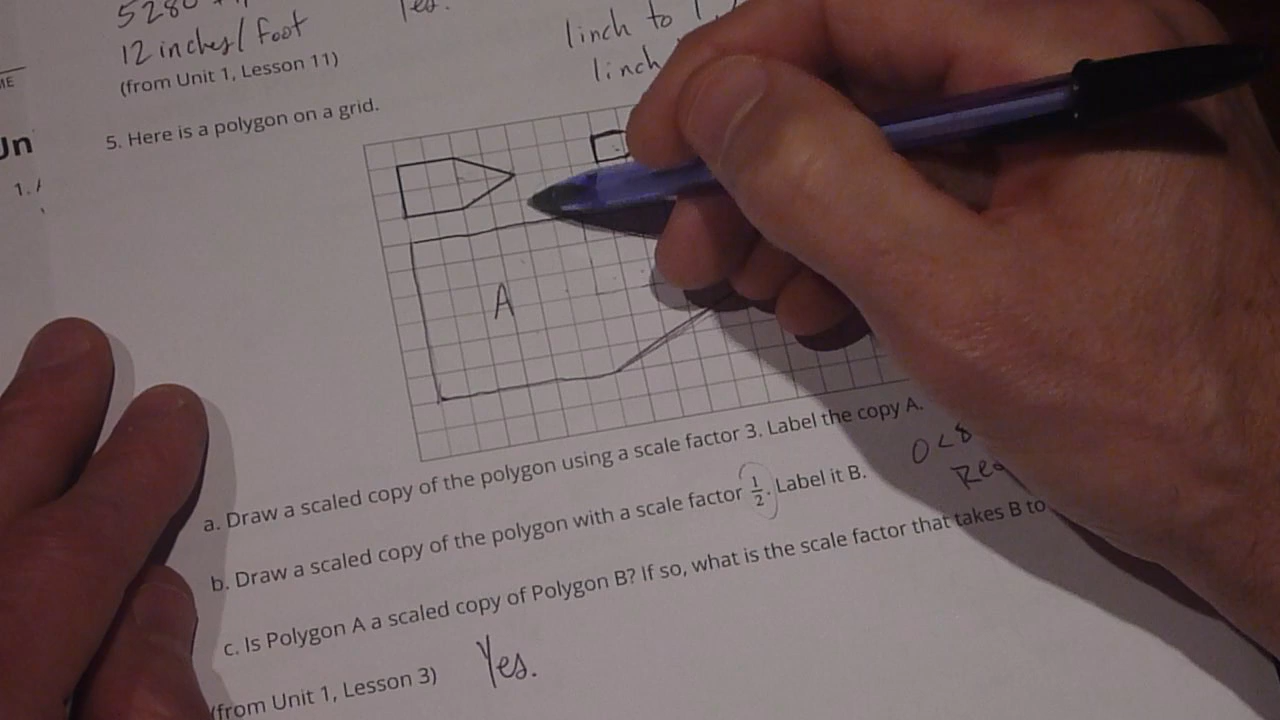 5280
Yes.
12 inches/Foot
1 inch to
1 inch
(from Unit 1, Lesson 11)
5. Here is a polygon on a grid.
A
a. Draw a scaled copy of the polygon using a scale factor 3. Label the copy A.
b. Draw a scaled copy of the polygon with a scale factor 1/2. Label it B.
c. Is Polygon A a scaled copy of Polygon B? If so, what is the scale factor that takes B to
(from Unit 1, Lesson 3)
Yes.